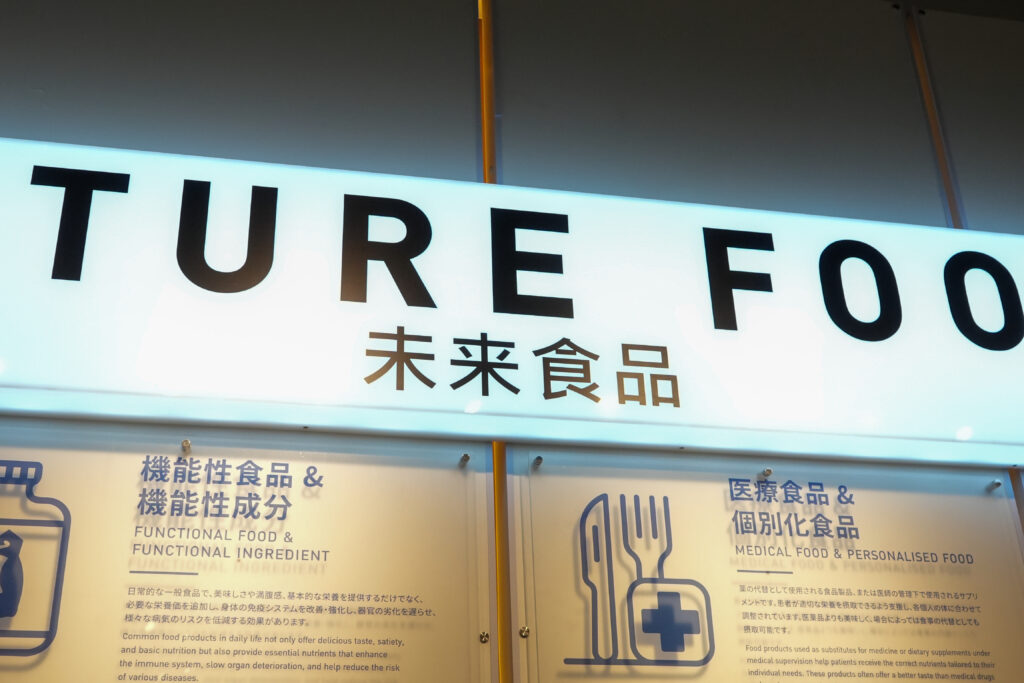 TURE FOO
未来食品
機能性食品 &
機能性成分
FUNCTIONAL FOOD &
FUNCTIONAL INGREDIENT
日常的な一般食品で、美味しさや満腹感、基本的な栄養を提供するだけでなく、
必要な栄養価を追加し、身体の免疫システムを改善・強化し、器官の劣化を遅らせ、
様々な病気のリスクを低減する効果があります。
Common food products in daily life not only offer delicious taste, satiety,
and basic nutrition but also provide essential nutrients that enhance
the immune system, slow organ deterioration, and help reduce the risk
of various diseases.
医療食品 &
個別化食品
MEDICAL FOOD & PERSONALISED FOOD
薬の代替として使用される食品製品、または医師の管理下で使用されるサプリ
メントです。患者が適切な栄養を摂取できるよう支援し、各個人の体に合わせて
調整されています。医薬品よりも美味しく、場合によっては食事の代替としても
摂取可能です。
Food products used as substitutes for medicine or dietary supplements under
medical supervision help patients receive the correct nutrients tailored to their
individual needs. These products often offer a better taste than medical drugs